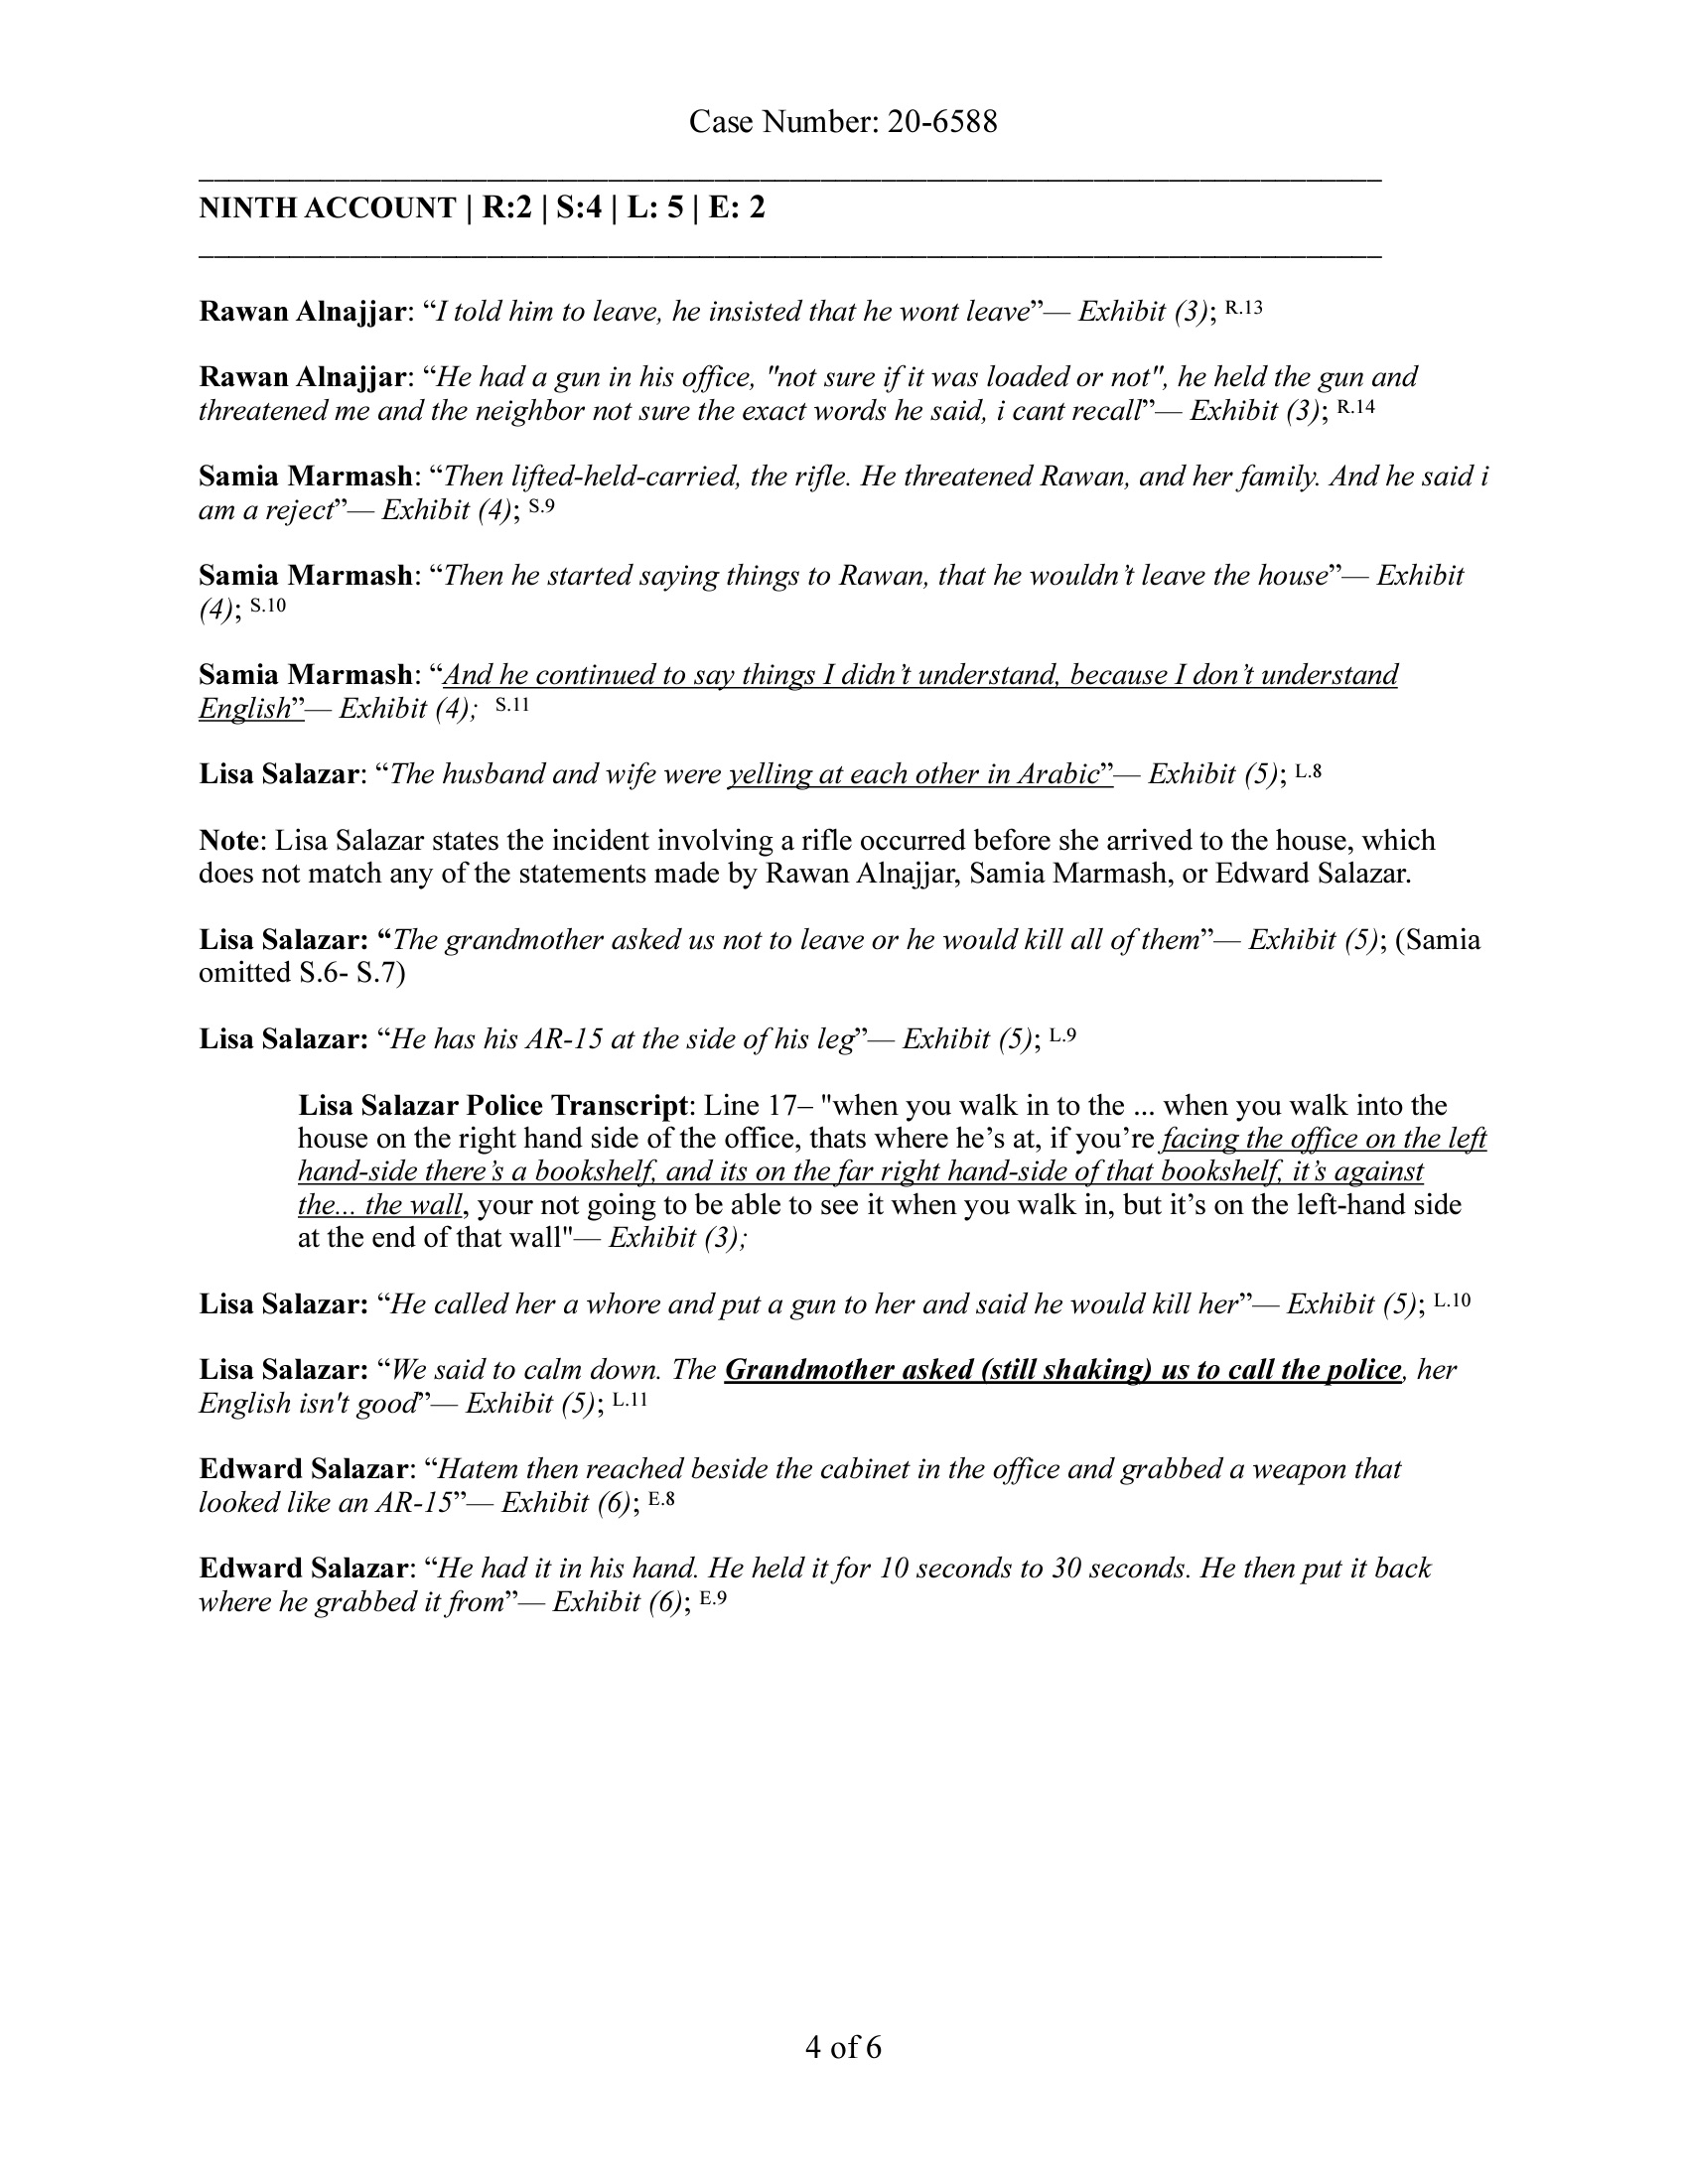 Case Number: 20-6588
NINTH ACCOUNT | R:2 | S:4 | L: 5 | E: 2
Rawan Alnajjar: “I told him to leave, he insisted that he wont leave”— Exhibit (3); R.13
Rawan Alnajjar: “He had a gun in his office, "not sure if it was loaded or not", he held the gun and
threatened me and the neighbor not sure the exact words he said, i cant recall”— Exhibit (3); R.14
Samia Marmash: “Then lifted-held-carried, the rifle. He threatened Rawan, and her family. And he said i
am a reject”— Exhibit (4); S.9
Samia Marmash: “Then he started saying things to Rawan, that he wouldn’t leave the house”— Exhibit
(4); S.10
Samia Marmash: “And he continued to say things I didn’t understand, because I don’t understand
English”— Exhibit (4); S.11
Lisa Salazar: “The husband and wife were yelling at each other in Arabic”— Exhibit (5); L.8
Note: Lisa Salazar states the incident involving a rifle occurred before she arrived to the house, which
does not match any of the statements made by Rawan Alnajjar, Samia Marmash, or Edward Salazar.
Lisa Salazar: “The grandmother asked us not to leave or he would kill all of them”— Exhibit (5); (Samia
omitted S.6- S.7)
Lisa Salazar: “He has his AR-15 at the side of his leg”— Exhibit (5); L.9
Lisa Salazar Police Transcript: Line 17– "when you walk in to the ... when you walk into the
house on the right hand side of the office, thats where he’s at, if you’re facing the office on the left
hand-side there’s a bookshelf, and its on the far right hand-side of that bookshelf, it’s against
the... the wall, your not going to be able to see it when you walk in, but it’s on the left-hand side
at the end of that wall"— Exhibit (3);
Lisa Salazar: “He called her a whore and put a gun to her and said he would kill her”— Exhibit (5); L.10
Lisa Salazar: “We said to calm down. The Grandmother asked (still shaking) us to call the police, her
English isn't good”— Exhibit (5); L.11
Edward Salazar: “Hatem then reached beside the cabinet in the office and grabbed a weapon that
looked like an AR-15”— Exhibit (6); E.8
Edward Salazar: “He had it in his hand. He held it for 10 seconds to 30 seconds. He then put it back
where he grabbed it from”— Exhibit (6); E.9
4 of 6